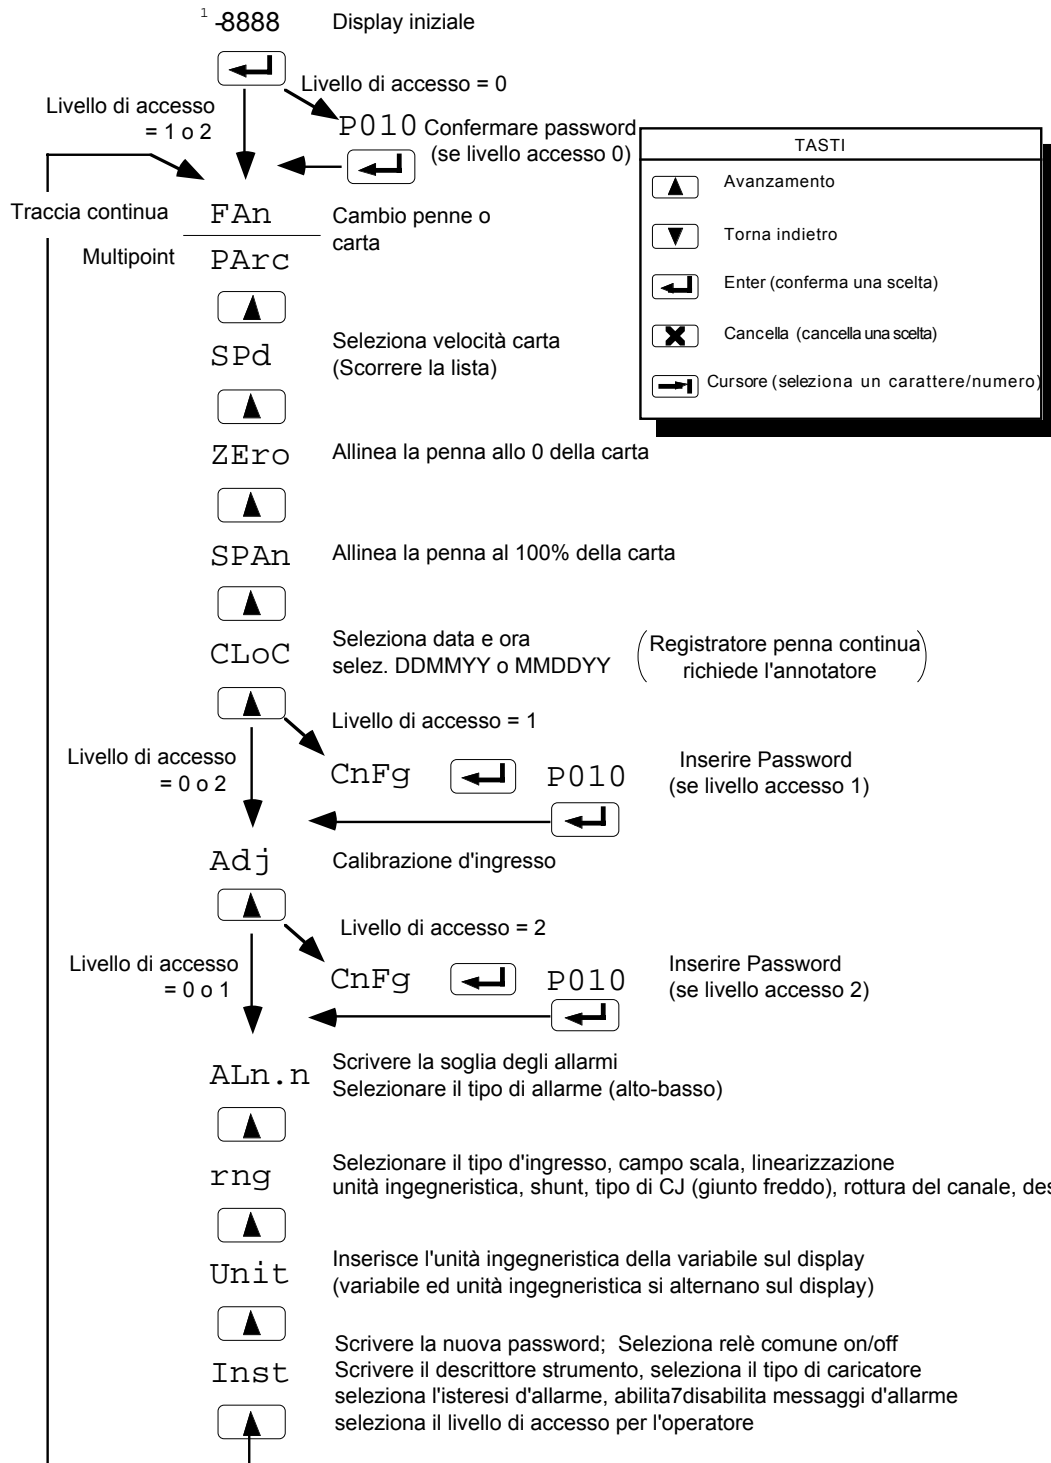 1 -8888 Display iniziale
Livello di accesso = 0
Livello di accesso
= 1 o 2
P010 Confermare password
(se livello accesso 0)
TASTI
Avanzamento
Torna indietro
Enter (conferma una scelta)
Cancella (cancella una scelta)
Cursore (seleziona un carattere/numero)
Traccia continua FAn Cambio penne o
carta
Multipoint PArc
SPd Seleziona velocità carta
(Scorrere la lista)
ZEro Allinea la penna allo 0 della carta
SPAn Allinea la penna al 100% della carta
CLoC Seleziona data e ora
selez. DDMMYY o MMDDYY
(Registratore penna continua
richiede l'annotatore)
Livello di accesso = 1
Livello di accesso
= 0 o 2
CnFg P010 Inserire Password
(se livello accesso 1)
Adj Calibrazione d'ingresso
Livello di accesso = 2
Livello di accesso
= 0 o 1
CnFg P010 Inserire Password
(se livello accesso 2)
ALn.n Scrivere la soglia degli allarmi
Selezionare il tipo di allarme (alto-basso)
rng Selezionare il tipo d'ingresso, campo scala, linearizzazione
unità ingegneristica, shunt, tipo di CJ (giunto freddo), rottura del canale, des
Unit Inserisce l'unità ingegneristica della variabile sul display
(variabile ed unità ingegneristica si alternano sul display)
Inst Scrivere la nuova password; Seleziona relè comune on/off
Scrivere il descrittore strumento, seleziona il tipo di caricatore
seleziona l'isteresi d'allarme, abilita7disabilita messaggi d'allarme
seleziona il livello di accesso per l'operatore